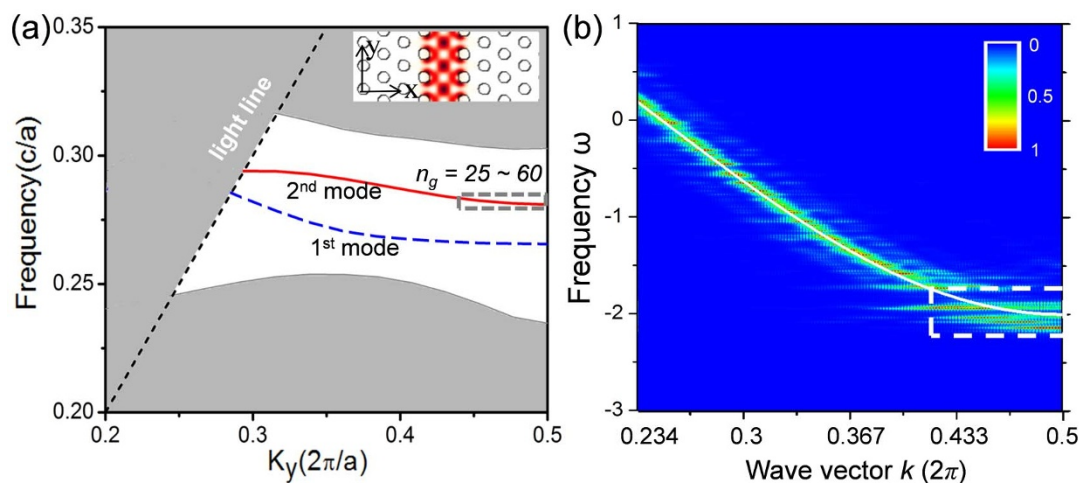 (a)
0.35
0.30
0.25
0.20
Frequency(c/a)
light line
y
x
n_g = 25 ~ 60
2nd mode
1st mode
0.2 0.3 0.4 0.5
K_y(2π/a)
(b)
1
0
-1
-2
-3
Frequency ω
0
0.5
1
0.234 0.3 0.367 0.433 0.5
Wave vector k (2π)